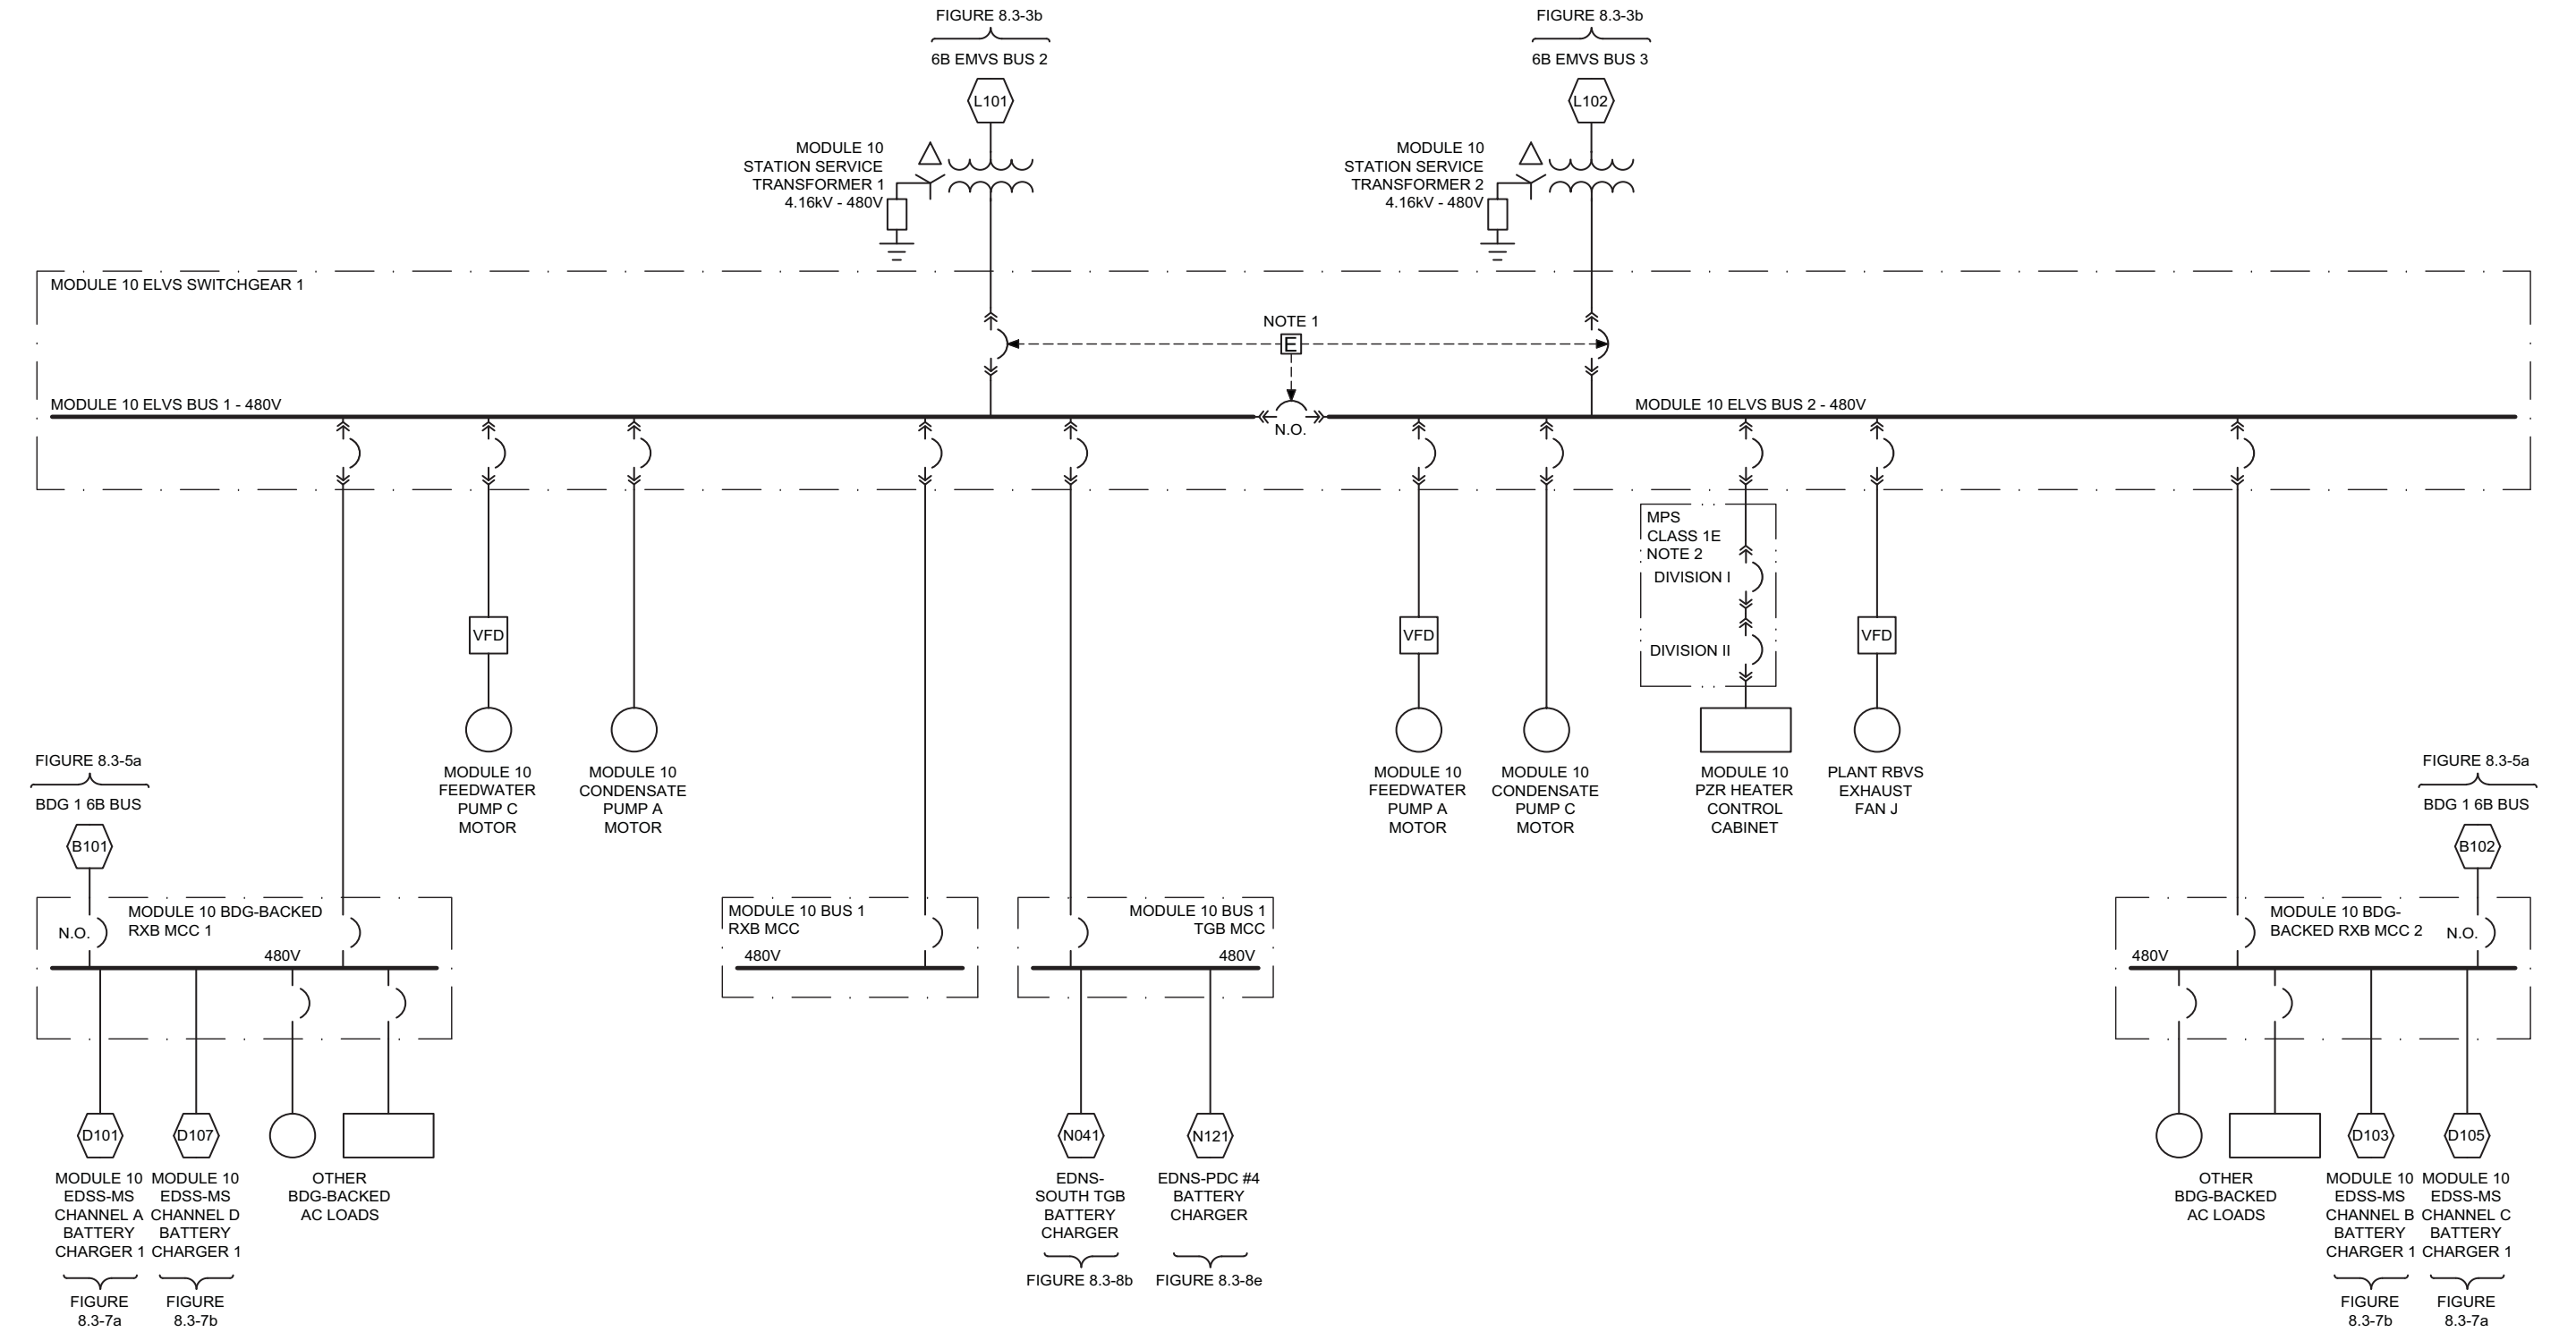 FIGURE 8.3-3b
6B EMVS BUS 2
L101
MODULE 10
STATION SERVICE
TRANSFORMER 1
4.16kV - 480V
FIGURE 8.3-3b
6B EMVS BUS 3
L102
MODULE 10
STATION SERVICE
TRANSFORMER 2
4.16kV - 480V
MODULE 10 ELVS SWITCHGEAR 1
NOTE 1
E
MODULE 10 ELVS BUS 1 - 480V
N.O.
MODULE 10 ELVS BUS 2 - 480V
VFD
MODULE 10
FEEDWATER
PUMP C
MOTOR
MODULE 10
CONDENSATE
PUMP A
MOTOR
VFD
MODULE 10
FEEDWATER
PUMP A
MOTOR
MODULE 10
CONDENSATE
PUMP C
MOTOR
MPS
CLASS 1E
NOTE 2
DIVISION I
DIVISION II
MODULE 10
PZR HEATER
CONTROL
CABINET
VFD
PLANT RBVS
EXHAUST
FAN J
FIGURE 8.3-5a
BDG 1 6B BUS
B101
N.O.
MODULE 10 BDG-BACKED
RXB MCC 1
480V
D101
MODULE 10
EDSS-MS
CHANNEL A
BATTERY
CHARGER 1
FIGURE
8.3-7a
D107
MODULE 10
EDSS-MS
CHANNEL D
BATTERY
CHARGER 1
FIGURE
8.3-7b
OTHER
BDG-BACKED
AC LOADS
MODULE 10 BUS 1
RXB MCC
480V
MODULE 10 BUS 1
TGB MCC
480V
N041
EDNS-
SOUTH TGB
BATTERY
CHARGER
FIGURE 8.3-8b
N121
EDNS-PDC #4
BATTERY
CHARGER
FIGURE 8.3-8e
FIGURE 8.3-5a
BDG 1 6B BUS
B102
MODULE 10 BDG-
BACKED RXB MCC 2
N.O.
480V
OTHER
BDG-BACKED
AC LOADS
D103
MODULE 10
EDSS-MS
CHANNEL B
BATTERY
CHARGER 1
FIGURE
8.3-7b
D105
MODULE 10
EDSS-MS
CHANNEL C
BATTERY
CHARGER 1
FIGURE
8.3-7a